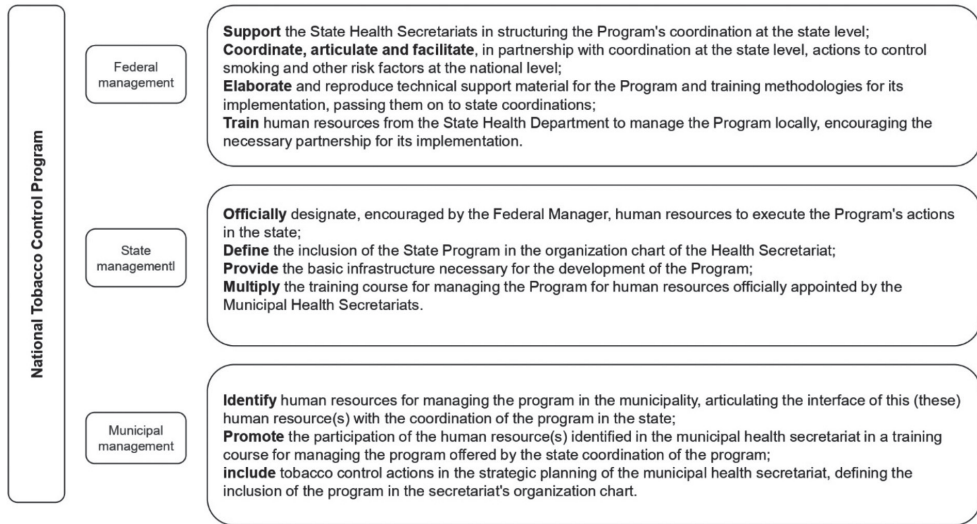 National Tobacco Control Program
Federal
management
Support the State Health Secretariats in structuring the Program's coordination at the state level;
Coordinate, articulate and facilitate, in partnership with coordination at the state level, actions to control
smoking and other risk factors at the national level;
Elaborate and reproduce technical support material for the Program and training methodologies for its
implementation, passing them on to state coordinations;
Train human resources from the State Health Department to manage the Program locally, encouraging the
necessary partnership for its implementation.
State
managementl
Officially designate, encouraged by the Federal Manager, human resources to execute the Program's actions
in the state;
Define the inclusion of the State Program in the organization chart of the Health Secretariat;
Provide the basic infrastructure necessary for the development of the Program;
Multiply the training course for managing the Program for human resources officially appointed by the
Municipal Health Secretariats.
Municipal
management
Identify human resources for managing the program in the municipality, articulating the interface of this (these)
human resource(s) with the coordination of the program in the state;
Promote the participation of the human resource(s) identified in the municipal health secretariat in a training
course for managing the program offered by the state coordination of the program;
include tobacco control actions in the strategic planning of the municipal health secretariat, defining the
inclusion of the program in the secretariat's organization chart.